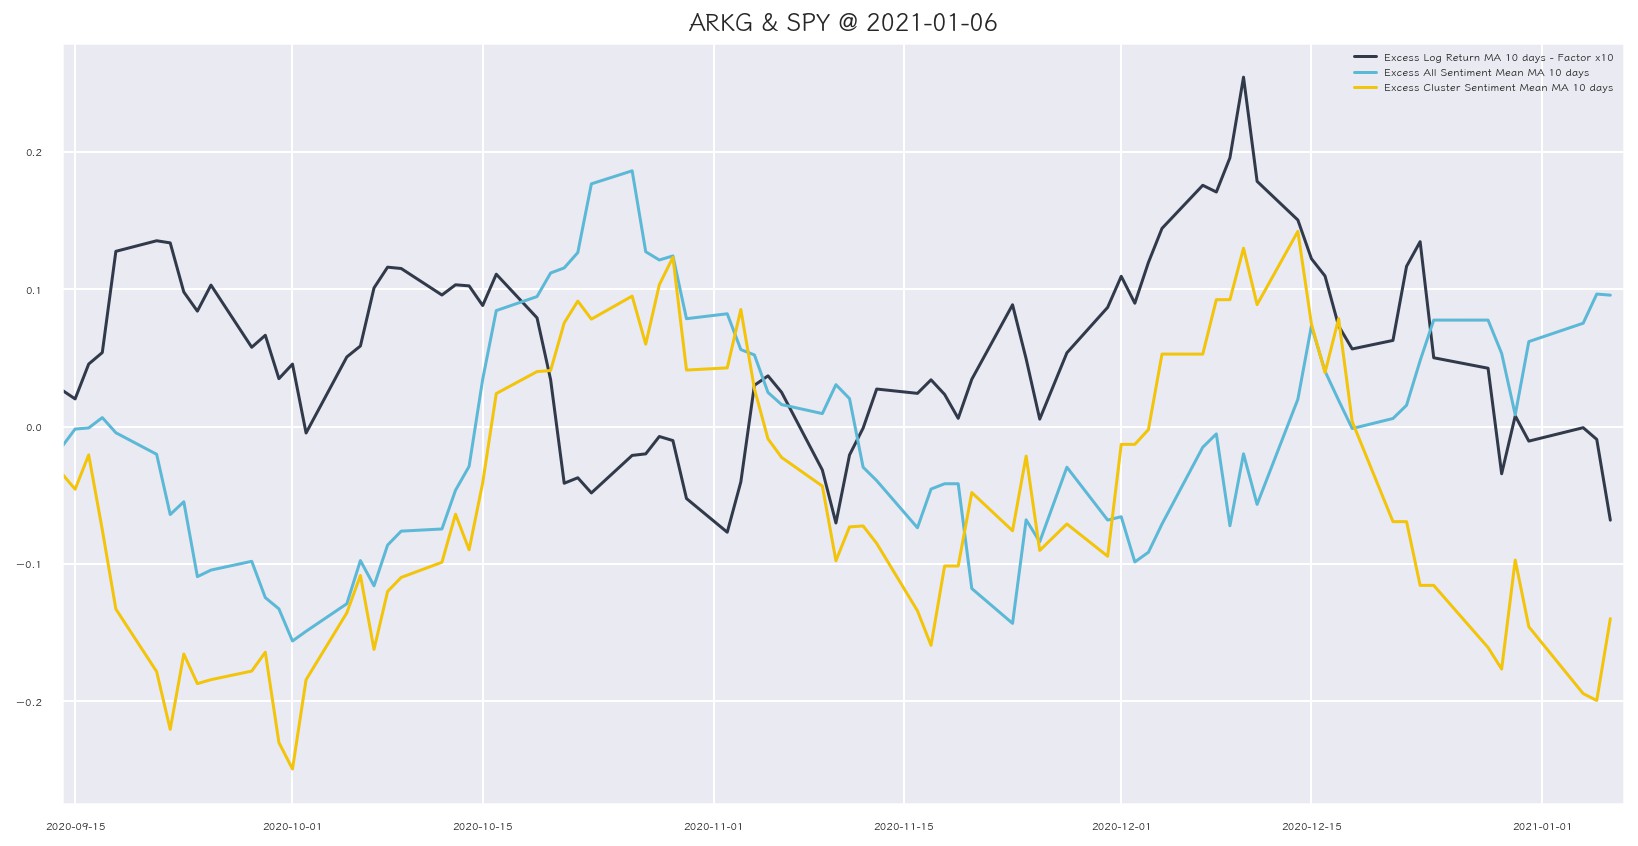 ARKG & SPY @ 2021-01-06
Excess Log Return MA 10 days - Factor x10
Excess All Sentiment Mean MA 10 days
Excess Cluster Sentiment Mean MA 10 days
0.2
0.1
0.0
−0.1
−0.2
2020-09-15 2020-10-01 2020-10-15 2020-11-01 2020-11-15 2020-12-01 2020-12-15 2021-01-01